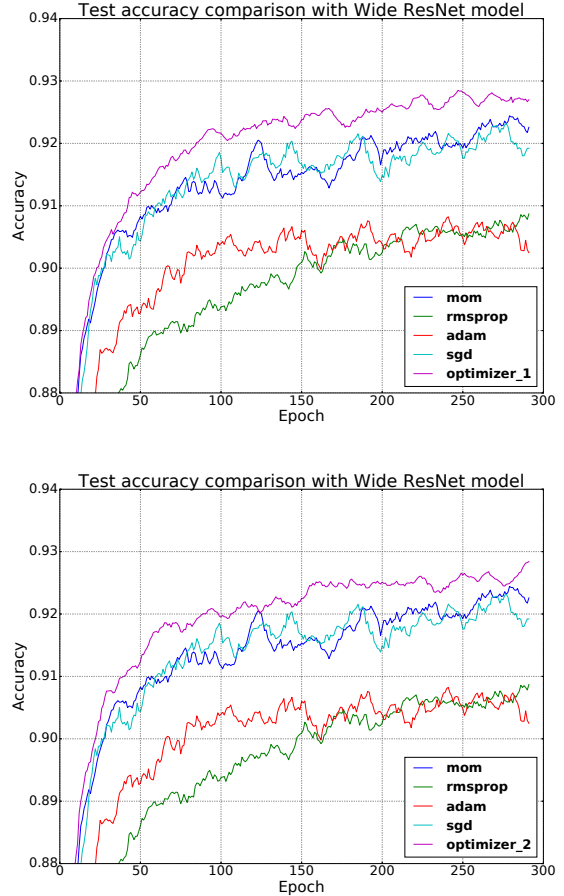 Test accuracy comparison with Wide ResNet model
0.94
0.93
0.92
0.91
0.90
0.89
0.88
Accuracy
0 50 100 150 200 250 300
Epoch
mom
rmsprop
adam
sgd
optimizer_1
Test accuracy comparison with Wide ResNet model
0.94
0.93
0.92
0.91
0.90
0.89
0.88
Accuracy
0 50 100 150 200 250 300
Epoch
mom
rmsprop
adam
sgd
optimizer_2